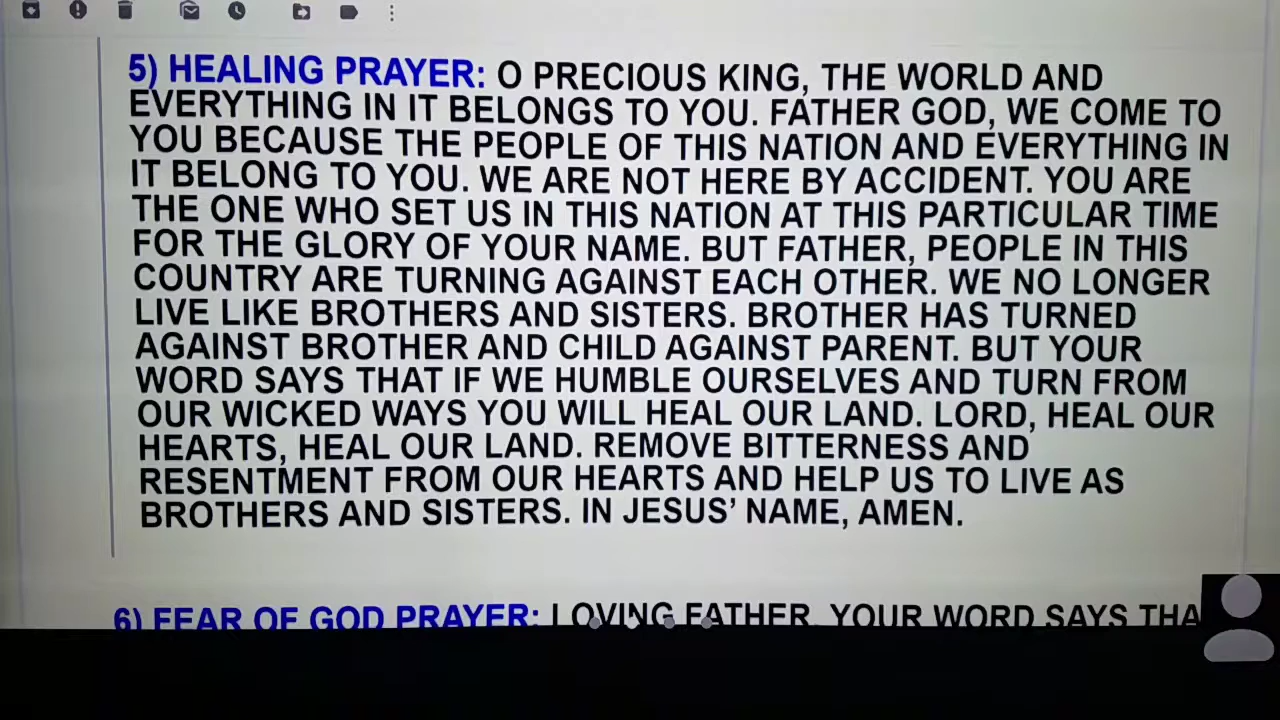 5) HEALING PRAYER: O PRECIOUS KING, THE WORLD AND
EVERYTHING IN IT BELONGS TO YOU. FATHER GOD, WE COME TO
YOU BECAUSE THE PEOPLE OF THIS NATION AND EVERYTHING IN
IT BELONG TO YOU. WE ARE NOT HERE BY ACCIDENT. YOU ARE
THE ONE WHO SET US IN THIS NATION AT THIS PARTICULAR TIME
FOR THE GLORY OF YOUR NAME. BUT FATHER, PEOPLE IN THIS
COUNTRY ARE TURNING AGAINST EACH OTHER. WE NO LONGER
LIVE LIKE BROTHERS AND SISTERS. BROTHER HAS TURNED
AGAINST BROTHER AND CHILD AGAINST PARENT. BUT YOUR
WORD SAYS THAT IF WE HUMBLE OURSELVES AND TURN FROM
OUR WICKED WAYS YOU WILL HEAL OUR LAND. LORD, HEAL OUR
HEARTS, HEAL OUR LAND. REMOVE BITTERNESS AND
RESENTMENT FROM OUR HEARTS AND HELP US TO LIVE AS
BROTHERS AND SISTERS. IN JESUS’ NAME, AMEN.
6) FEAR OF GOD PRAYER: LOVING FATHER, YOUR WORD SAYS THA